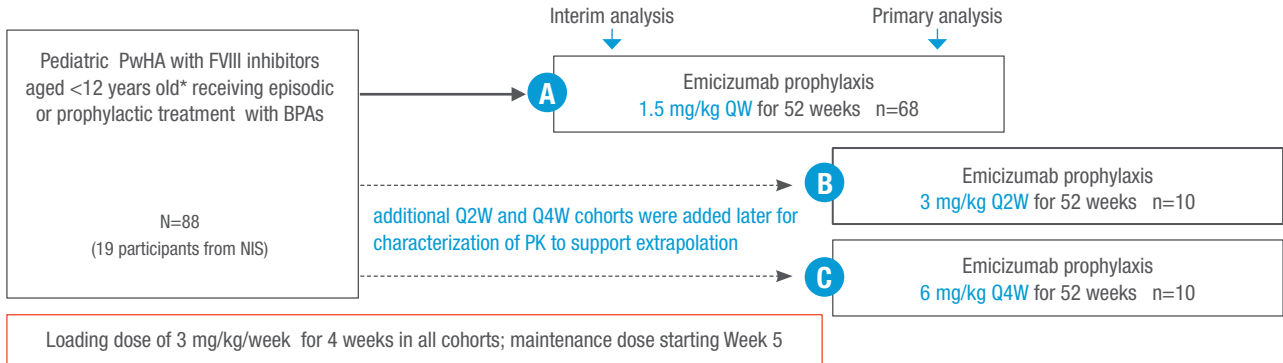 Interim analysis
Primary analysis
Pediatric PwHA with FVIII inhibitors
aged <12 years old* receiving episodic
or prophylactic treatment with BPAs
N=88
(19 participants from NIS)
A
Emicizumab prophylaxis
1.5 mg/kg QW for 52 weeks n=68
B
Emicizumab prophylaxis
3 mg/kg Q2W for 52 weeks n=10
additional Q2W and Q4W cohorts were added later for
characterization of PK to support extrapolation
C
Emicizumab prophylaxis
6 mg/kg Q4W for 52 weeks n=10
Loading dose of 3 mg/kg/week for 4 weeks in all cohorts; maintenance dose starting Week 5